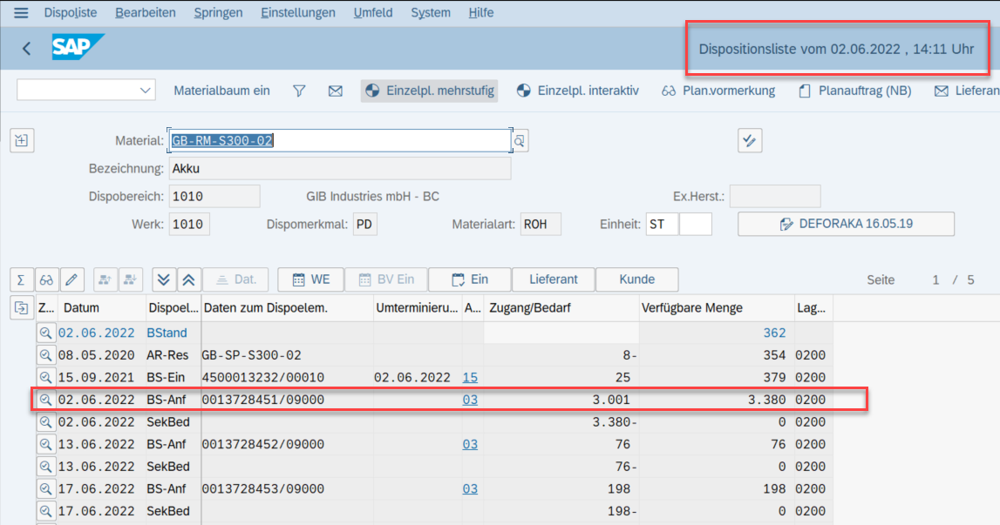 Dispoliste Bearbeiten Springen Einstellungen Umfeld System Hilfe
SAP
Dispositionsliste vom 02.06.2022 , 14:11 Uhr
Materialbaum ein Einzelpl. mehrstufig Einzelpl. interaktiv Plan.vormerkung Planauftrag (NB) Lieferan
Material: GB-RM-S300-02
Bezeichnung: Akku
Dispobereich: 1010 GIB Industries mbH - BC Ex.Herst.:
Werk: 1010 Dispomerkmal: PD Materialart: ROH Einheit: ST DEFORAKA 16.05.19
Σ Dat. WE BV Ein Ein Lieferant Kunde Seite 1 / 5
Z... Datum Dispoel... Daten zum Dispoelem. Umterminieru... A... Zugang/Bedarf Verfügbare Menge Lag...
02.06.2022 BStand 362
08.05.2020 AR-Res GB-SP-S300-02 8- 354 0200
15.09.2021 BS-Ein 4500013232/00010 02.06.2022 15 25 379 0200
02.06.2022 BS-Anf 0013728451/09000 03 3.001 3.380 0200
02.06.2022 SekBed 3.380- 0 0200
13.06.2022 BS-Anf 0013728452/09000 03 76 76 0200
13.06.2022 SekBed 76- 0 0200
17.06.2022 BS-Anf 0013728453/09000 03 198 198 0200
17.06.2022 SekBed 198- 0 0200